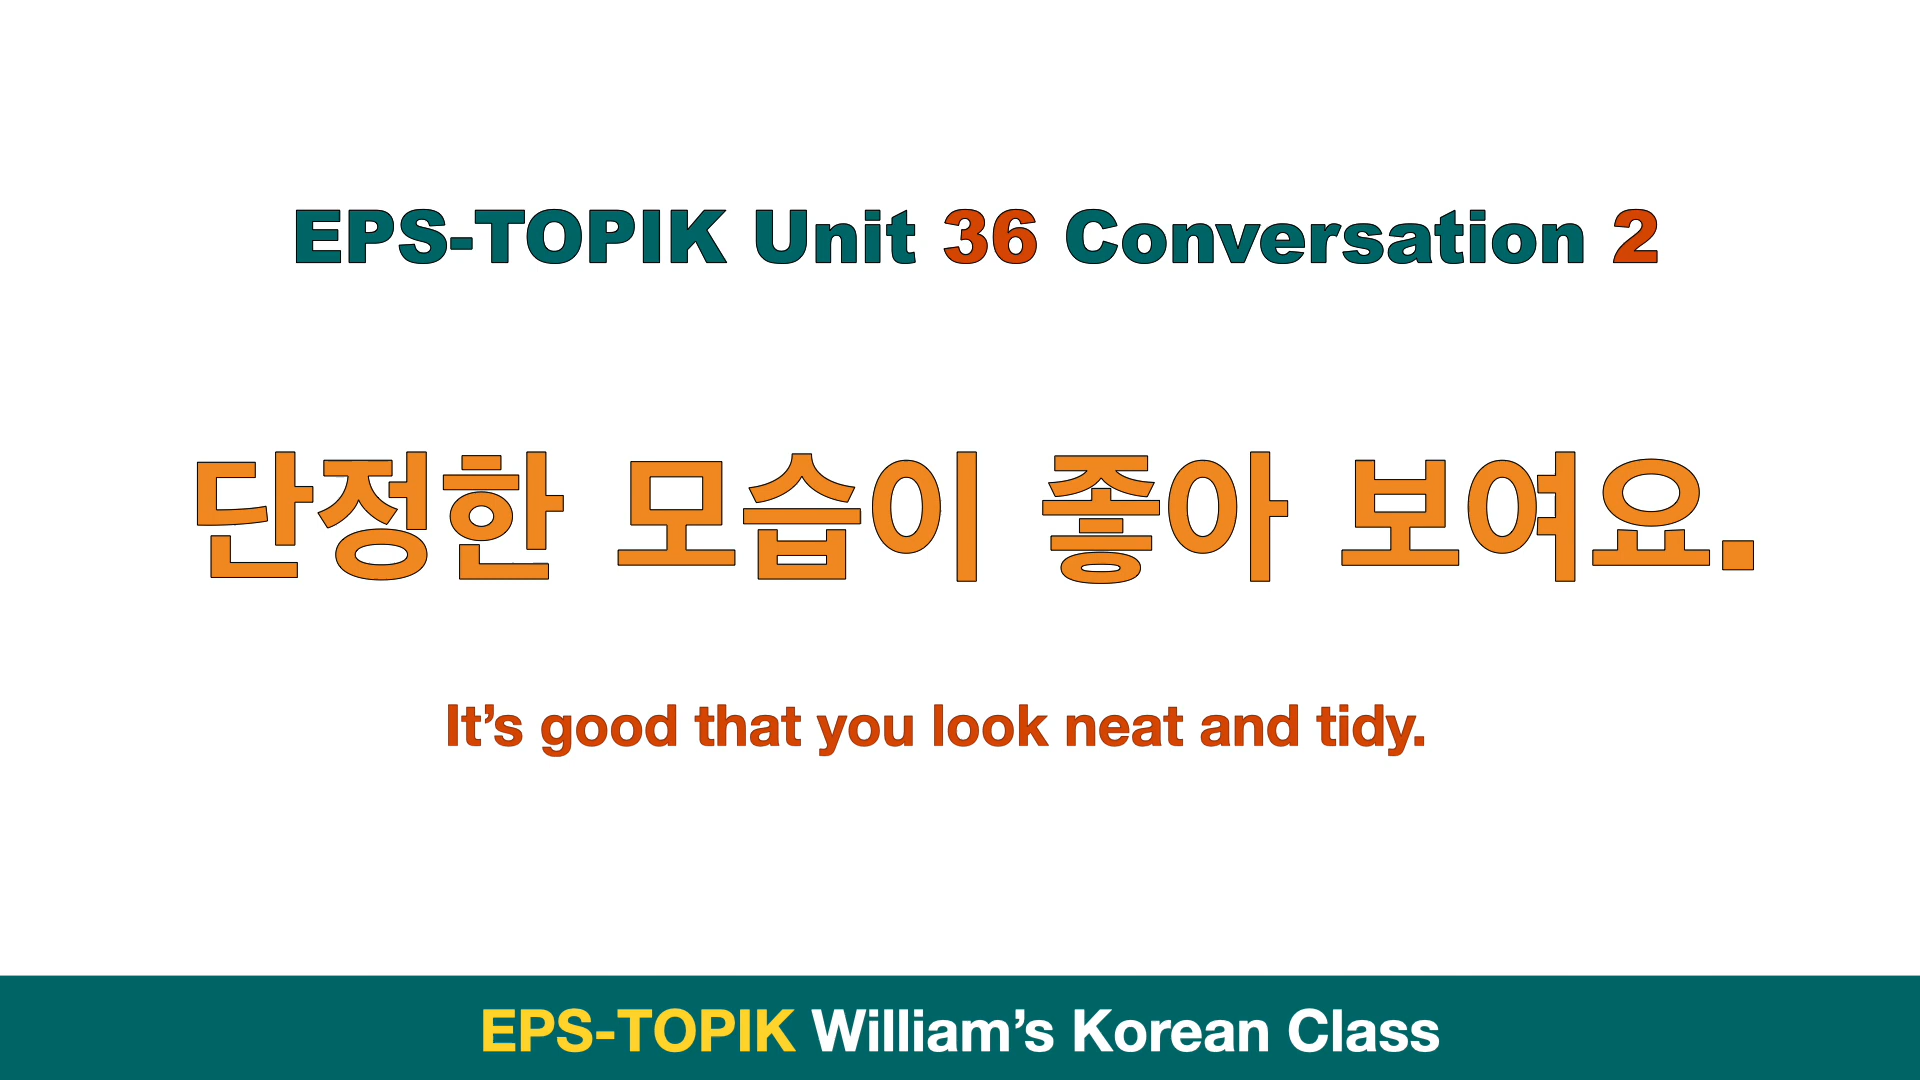 EPS-TOPIK Unit 36 Conversation 2
단정한 모습이 좋아 보여요.
It’s good that you look neat and tidy.
EPS-TOPIK William’s Korean Class